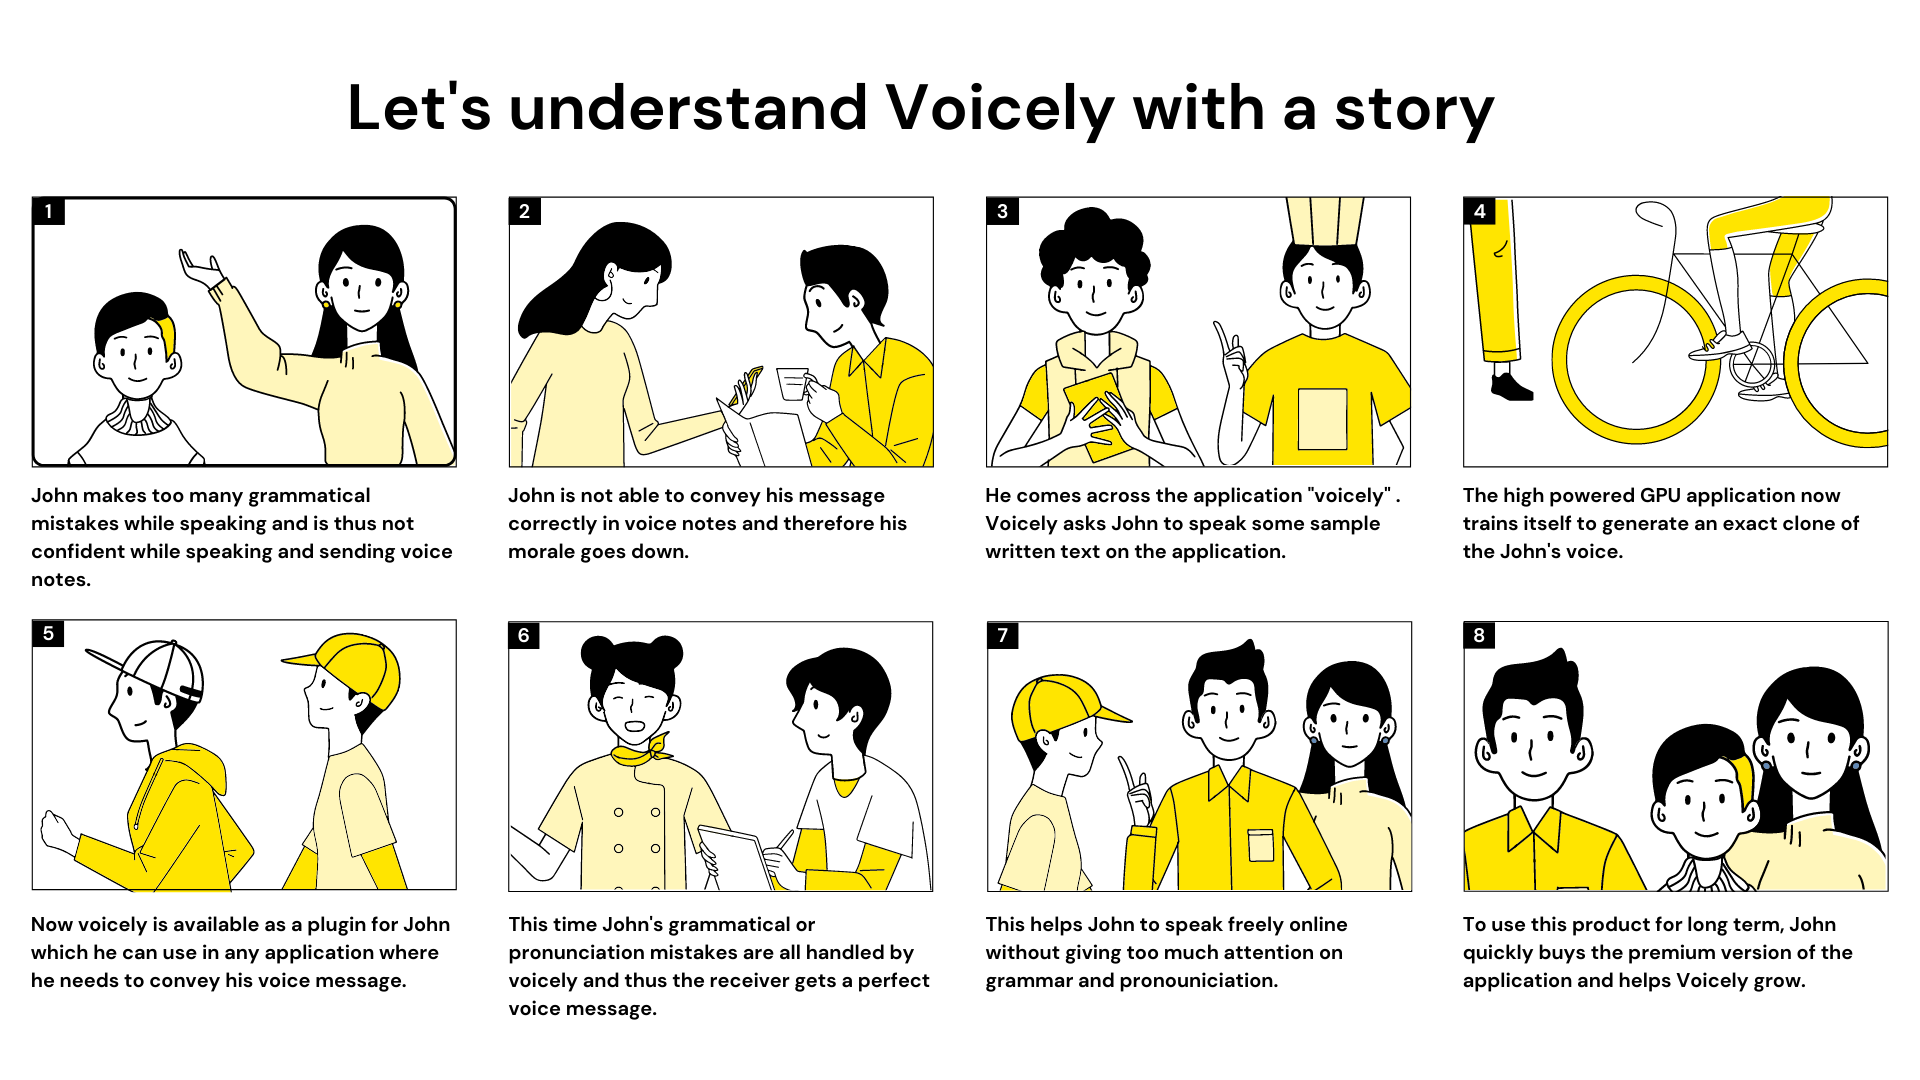 Let's understand Voicely with a story
1
John makes too many grammatical
mistakes while speaking and is thus not
confident while speaking and sending voice
notes.
2
John is not able to convey his message
correctly in voice notes and therefore his
morale goes down.
3
He comes across the application "voicely" .
Voicely asks John to speak some sample
written text on the application.
4
The high powered GPU application now
trains itself to generate an exact clone of
the John's voice.
5
Now voicely is available as a plugin for John
which he can use in any application where
he needs to convey his voice message.
6
This time John's grammatical or
pronunciation mistakes are all handled by
voicely and thus the receiver gets a perfect
voice message.
7
This helps John to speak freely online
without giving too much attention on
grammar and pronouniciation.
8
To use this product for long term, John
quickly buys the premium version of the
application and helps Voicely grow.